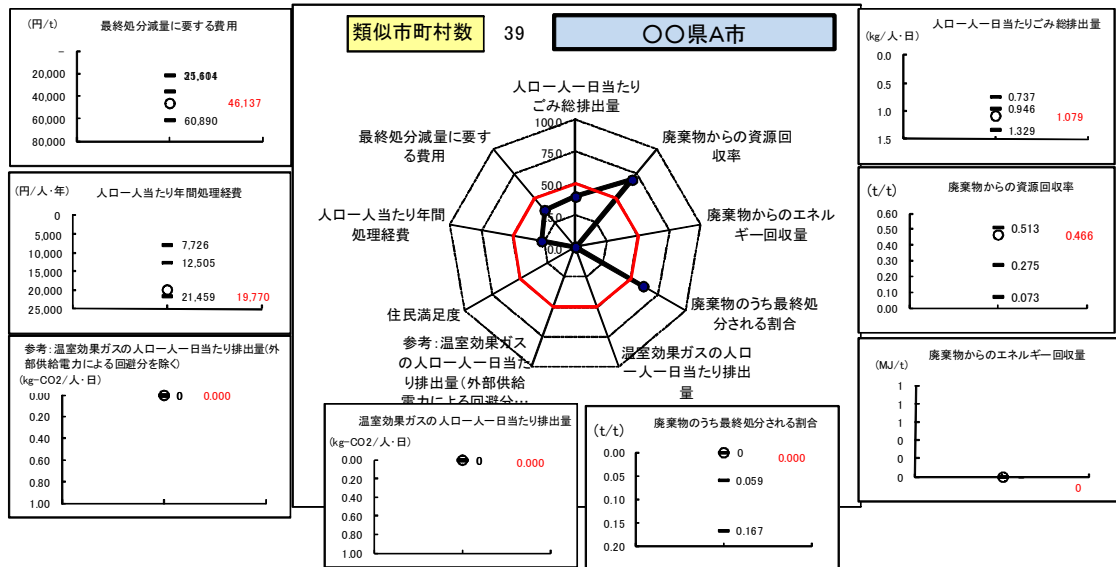 類似市町村数 39 〇〇県A市
最終処分減量に要する費用
(円/t)
–
20,000
40,000
60,000
80,000
60,890
46,137
人口一人当たり年間処理経費
(円/人・年)
0
5,000
10,000
15,000
20,000
25,000
7,726
12,505
21,459
19,770
参考：温室効果ガスの人口一人一日当たり排出量(外
部供給電力による回避分を除く)
(kg-CO2/人・日)
0.00
0.20
0.40
0.60
0.80
1.00
0
0.000
人口一人一日当たり
ごみ総排出量
廃棄物からの資源回
収率
廃棄物からのエネル
ギー回収量
廃棄物のうち最終処
分される割合
温室効果ガスの人口
一人一日当たり排出
量
参考：温室効果ガス
の人口一人一日当た
り排出量(外部供給
電力による回避分…
住民満足度
人口一人当たり年間
処理経費
最終処分減量に要す
る費用
100.0
75.0
50.0
温室効果ガスの人口一人一日当たり排出量
(kg-CO2/人・日)
0.00
0.20
0.40
0.60
0.80
1.00
0
0.000
廃棄物のうち最終処分される割合
(t/t)
0.00
0.05
0.10
0.15
0.20
0
0.059
0.167
0.000
人口一人一日当たりごみ総排出量
(kg/人・日)
0.0
0.5
1.0
1.5
0.737
0.946
1.329
1.079
廃棄物からの資源回収率
(t/t)
0.60
0.50
0.40
0.30
0.20
0.10
0.00
0.513
0.275
0.073
0.466
廃棄物からのエネルギー回収量
(MJ/t)
1
1
1
0
0
0
0